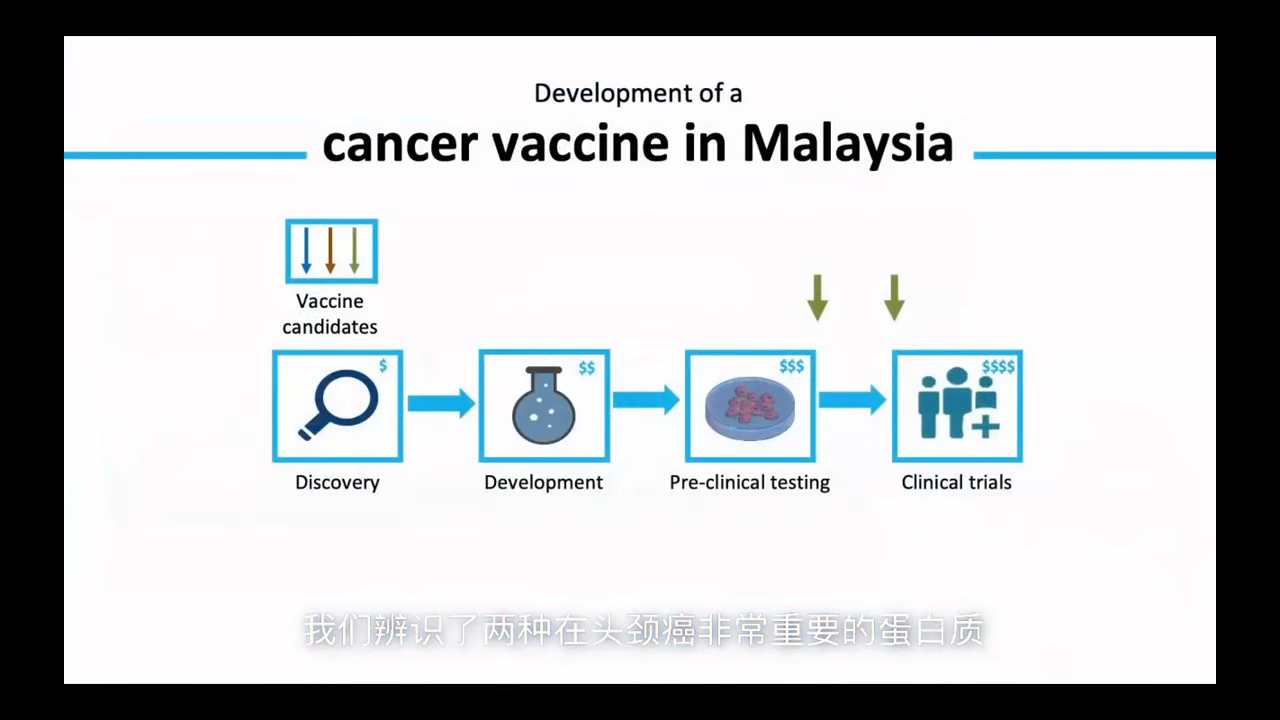 Development of a
cancer vaccine in Malaysia
Vaccine
candidates
$
$$
$$$
$$$$
Discovery
Development
Pre-clinical testing
Clinical trials
我们辨识了两种在头颈癌非常重要的蛋白质